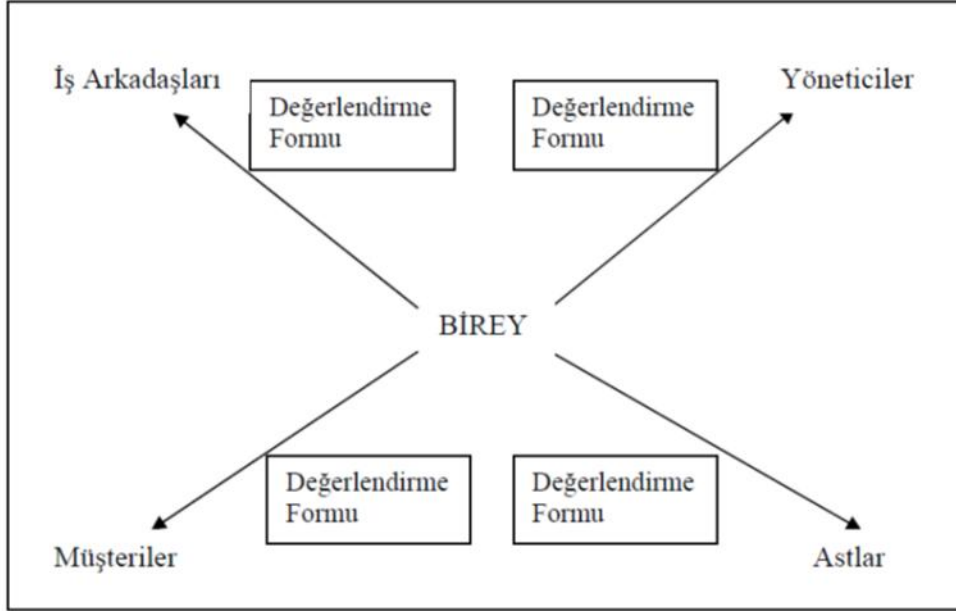 İş Arkadaşları
Değerlendirme
Formu
Değerlendirme
Formu
Yöneticiler
BİREY
Değerlendirme
Formu
Değerlendirme
Formu
Müşteriler
Astlar